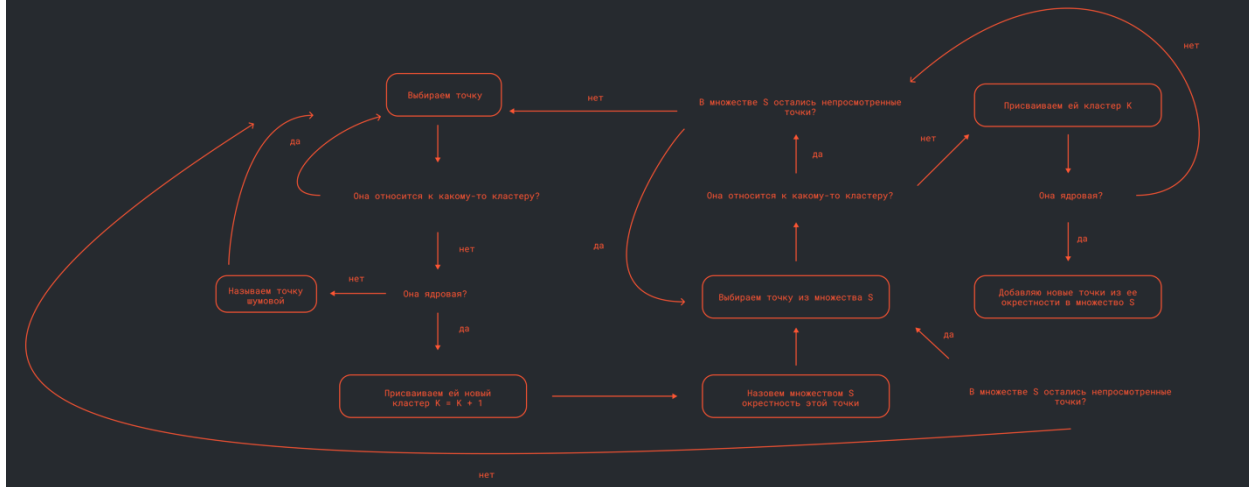 нет
Выбираем точку
нет
В множестве S остались непросмотренные
точки?
Присваиваем ей кластер K
да
да
нет
Она относится к какому-то кластеру?
Она относится к какому-то кластеру?
Она ядровая?
нет
да
да
нет
Называем точку
шумовой
Она ядровая?
Выбираем точку из множества S
Добавляю новые точки из ее
окрестности в множество S
да
да
Присваиваем ей новый
кластер K = K + 1
Назовем множеством S
окрестность этой точки
В множестве S остались непросмотренные
точки?
нет